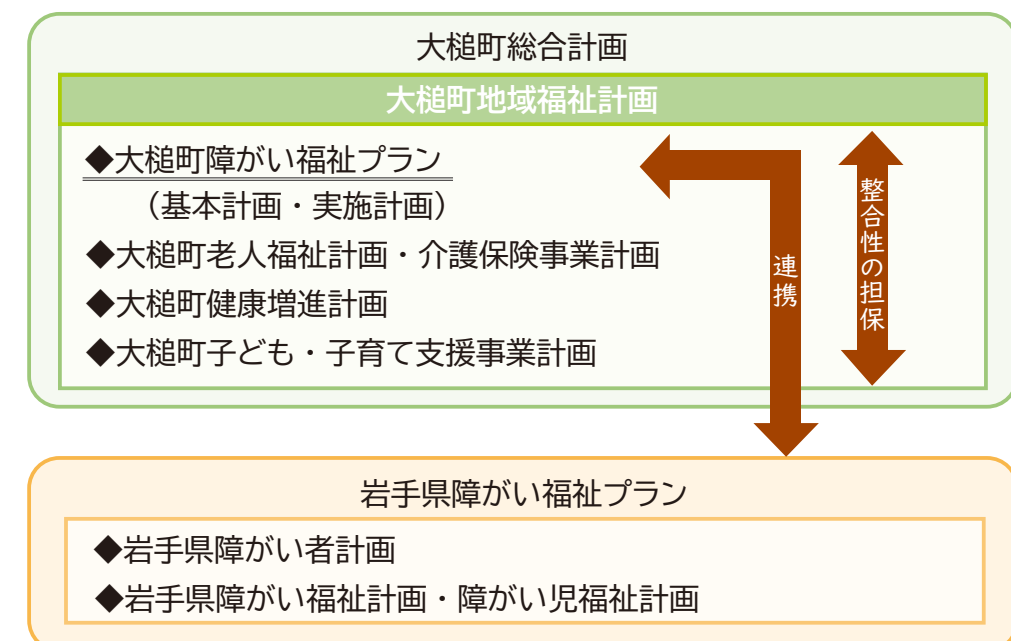 大槌町総合計画
大槌町地域福祉計画
◆大槌町障がい福祉プラン
（基本計画・実施計画）
◆大槌町老人福祉計画・介護保険事業計画
◆大槌町健康増進計画
◆大槌町子ども・子育て支援事業計画
連携
整合性の担保
岩手県障がい福祉プラン
◆岩手県障がい者計画
◆岩手県障がい福祉計画・障がい児福祉計画